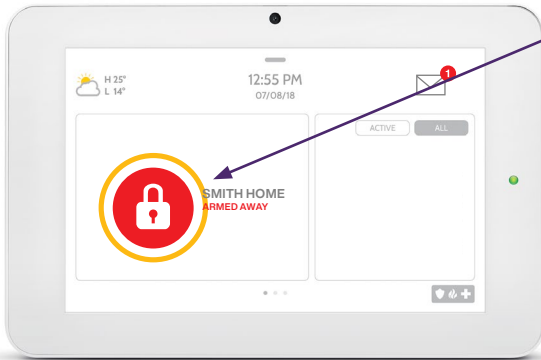 H 25°
L 14°
12:55 PM
07/08/18
1
ACTIVE
ALL
SMITH HOME
ARMED AWAY